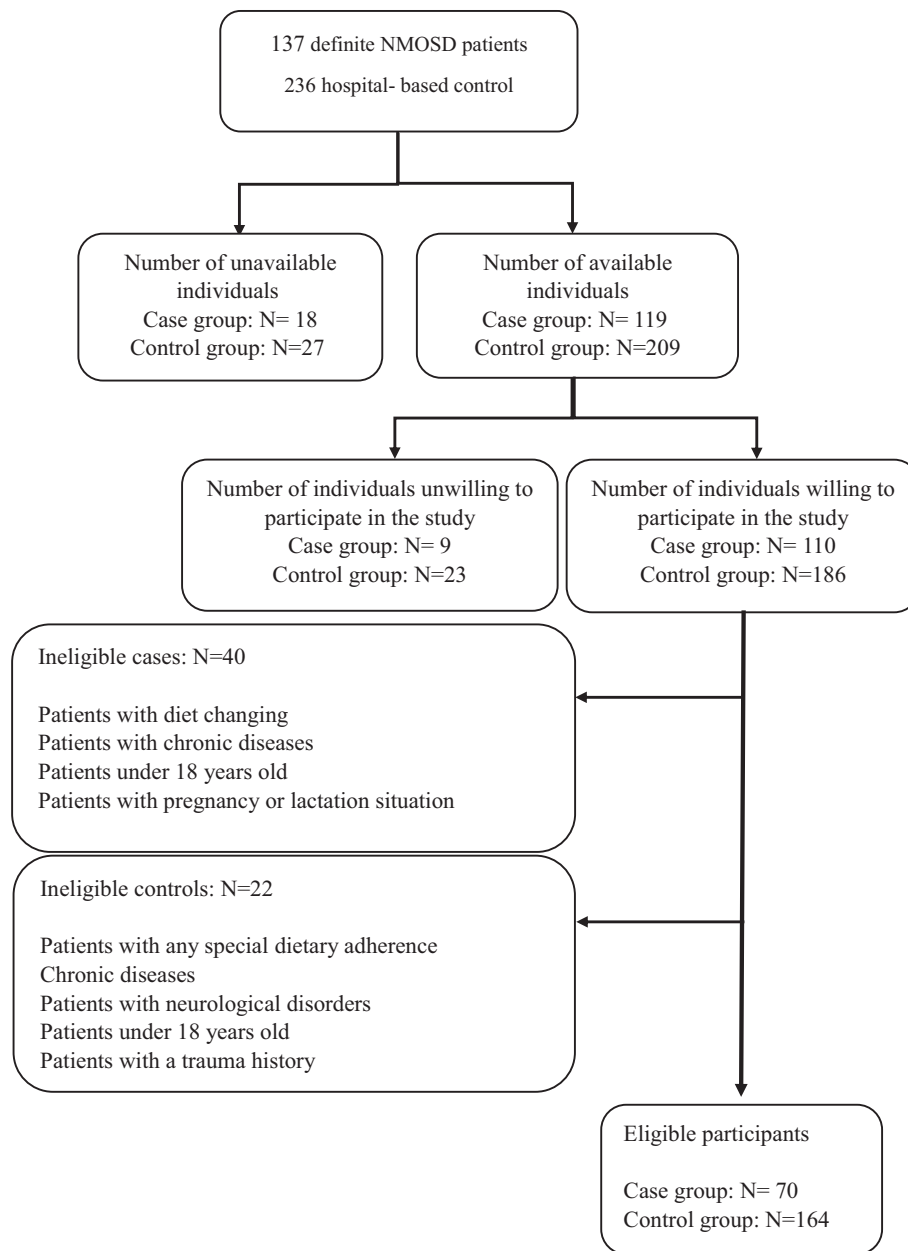 137 definite NMOSD patients
236 hospital- based control
Number of unavailable
individuals
Case group: N= 18
Control group: N=27
Number of available
individuals
Case group: N= 119
Control group: N=209
Number of individuals unwilling to
participate in the study
Case group: N= 9
Control group: N=23
Number of individuals willing to
participate in the study
Case group: N= 110
Control group: N=186
Ineligible cases: N=40
Patients with diet changing
Patients with chronic diseases
Patients under 18 years old
Patients with pregnancy or lactation situation
Ineligible controls: N=22
Patients with any special dietary adherence
Chronic diseases
Patients with neurological disorders
Patients under 18 years old
Patients with a trauma history
Eligible participants
Case group: N= 70
Control group: N=164